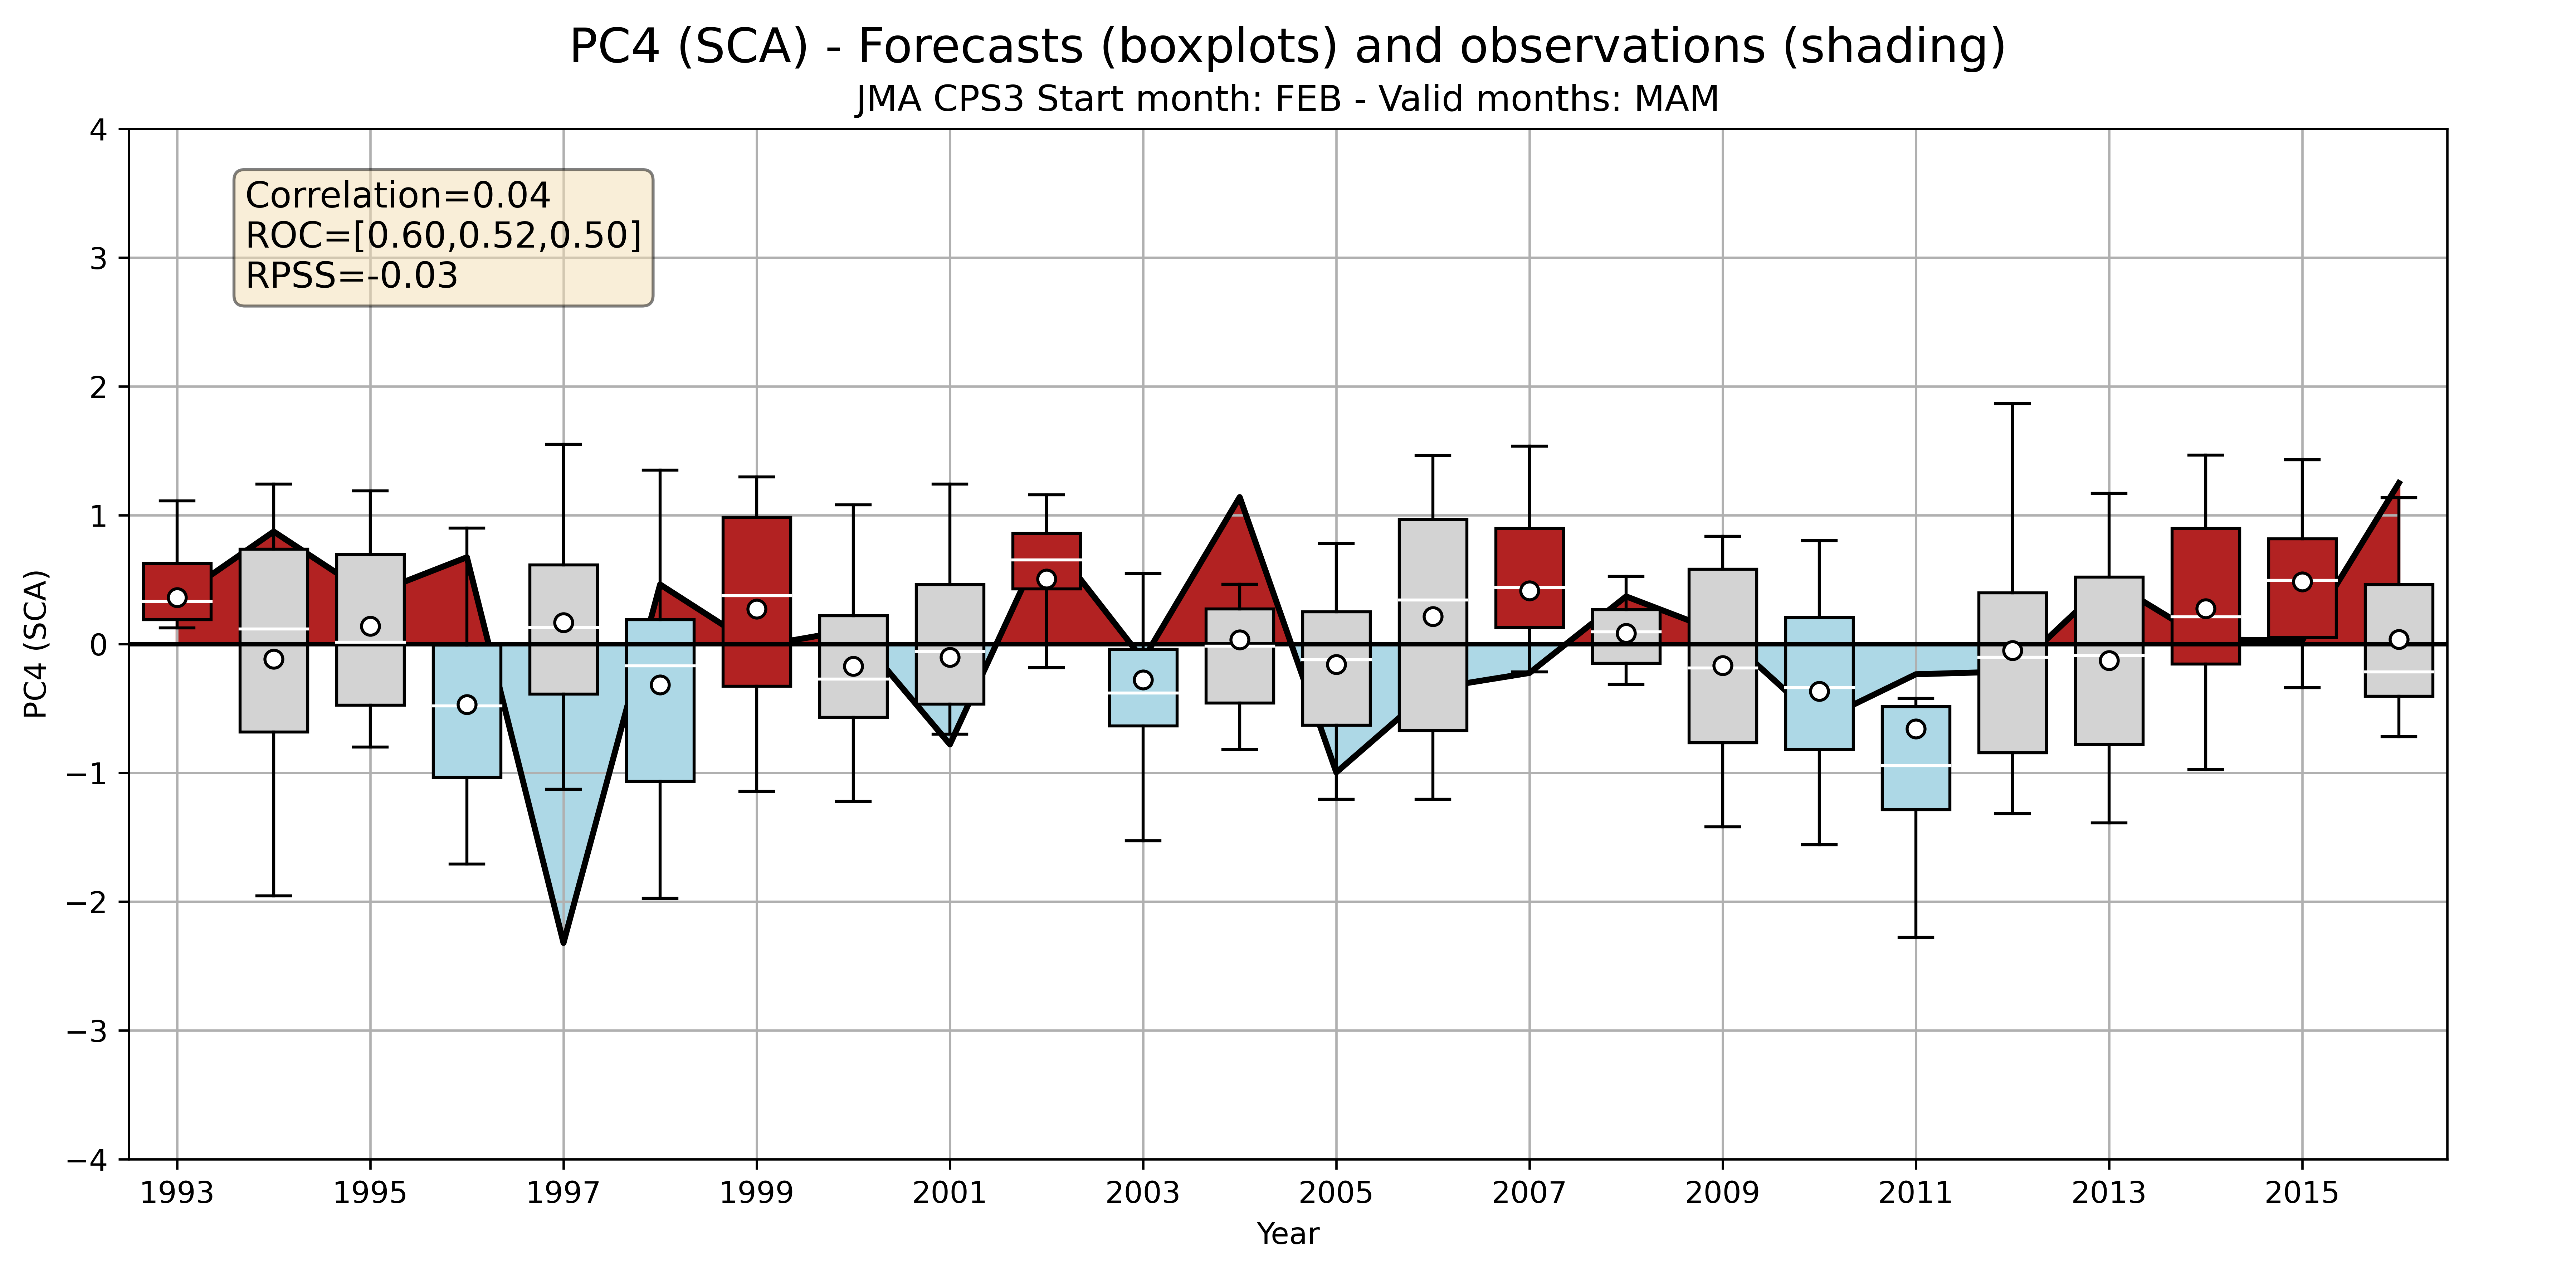 PC4 (SCA) - Forecasts (boxplots) and observations (shading)
JMA CPS3 Start month: FEB - Valid months: MAM
Correlation=0.04
ROC=[0.60,0.52,0.50]
RPSS=-0.03
PC4 (SCA)
4
3
2
1
0
−1
−2
−3
−4
1993 1995 1997 1999 2001 2003 2005 2007 2009 2011 2013 2015
Year